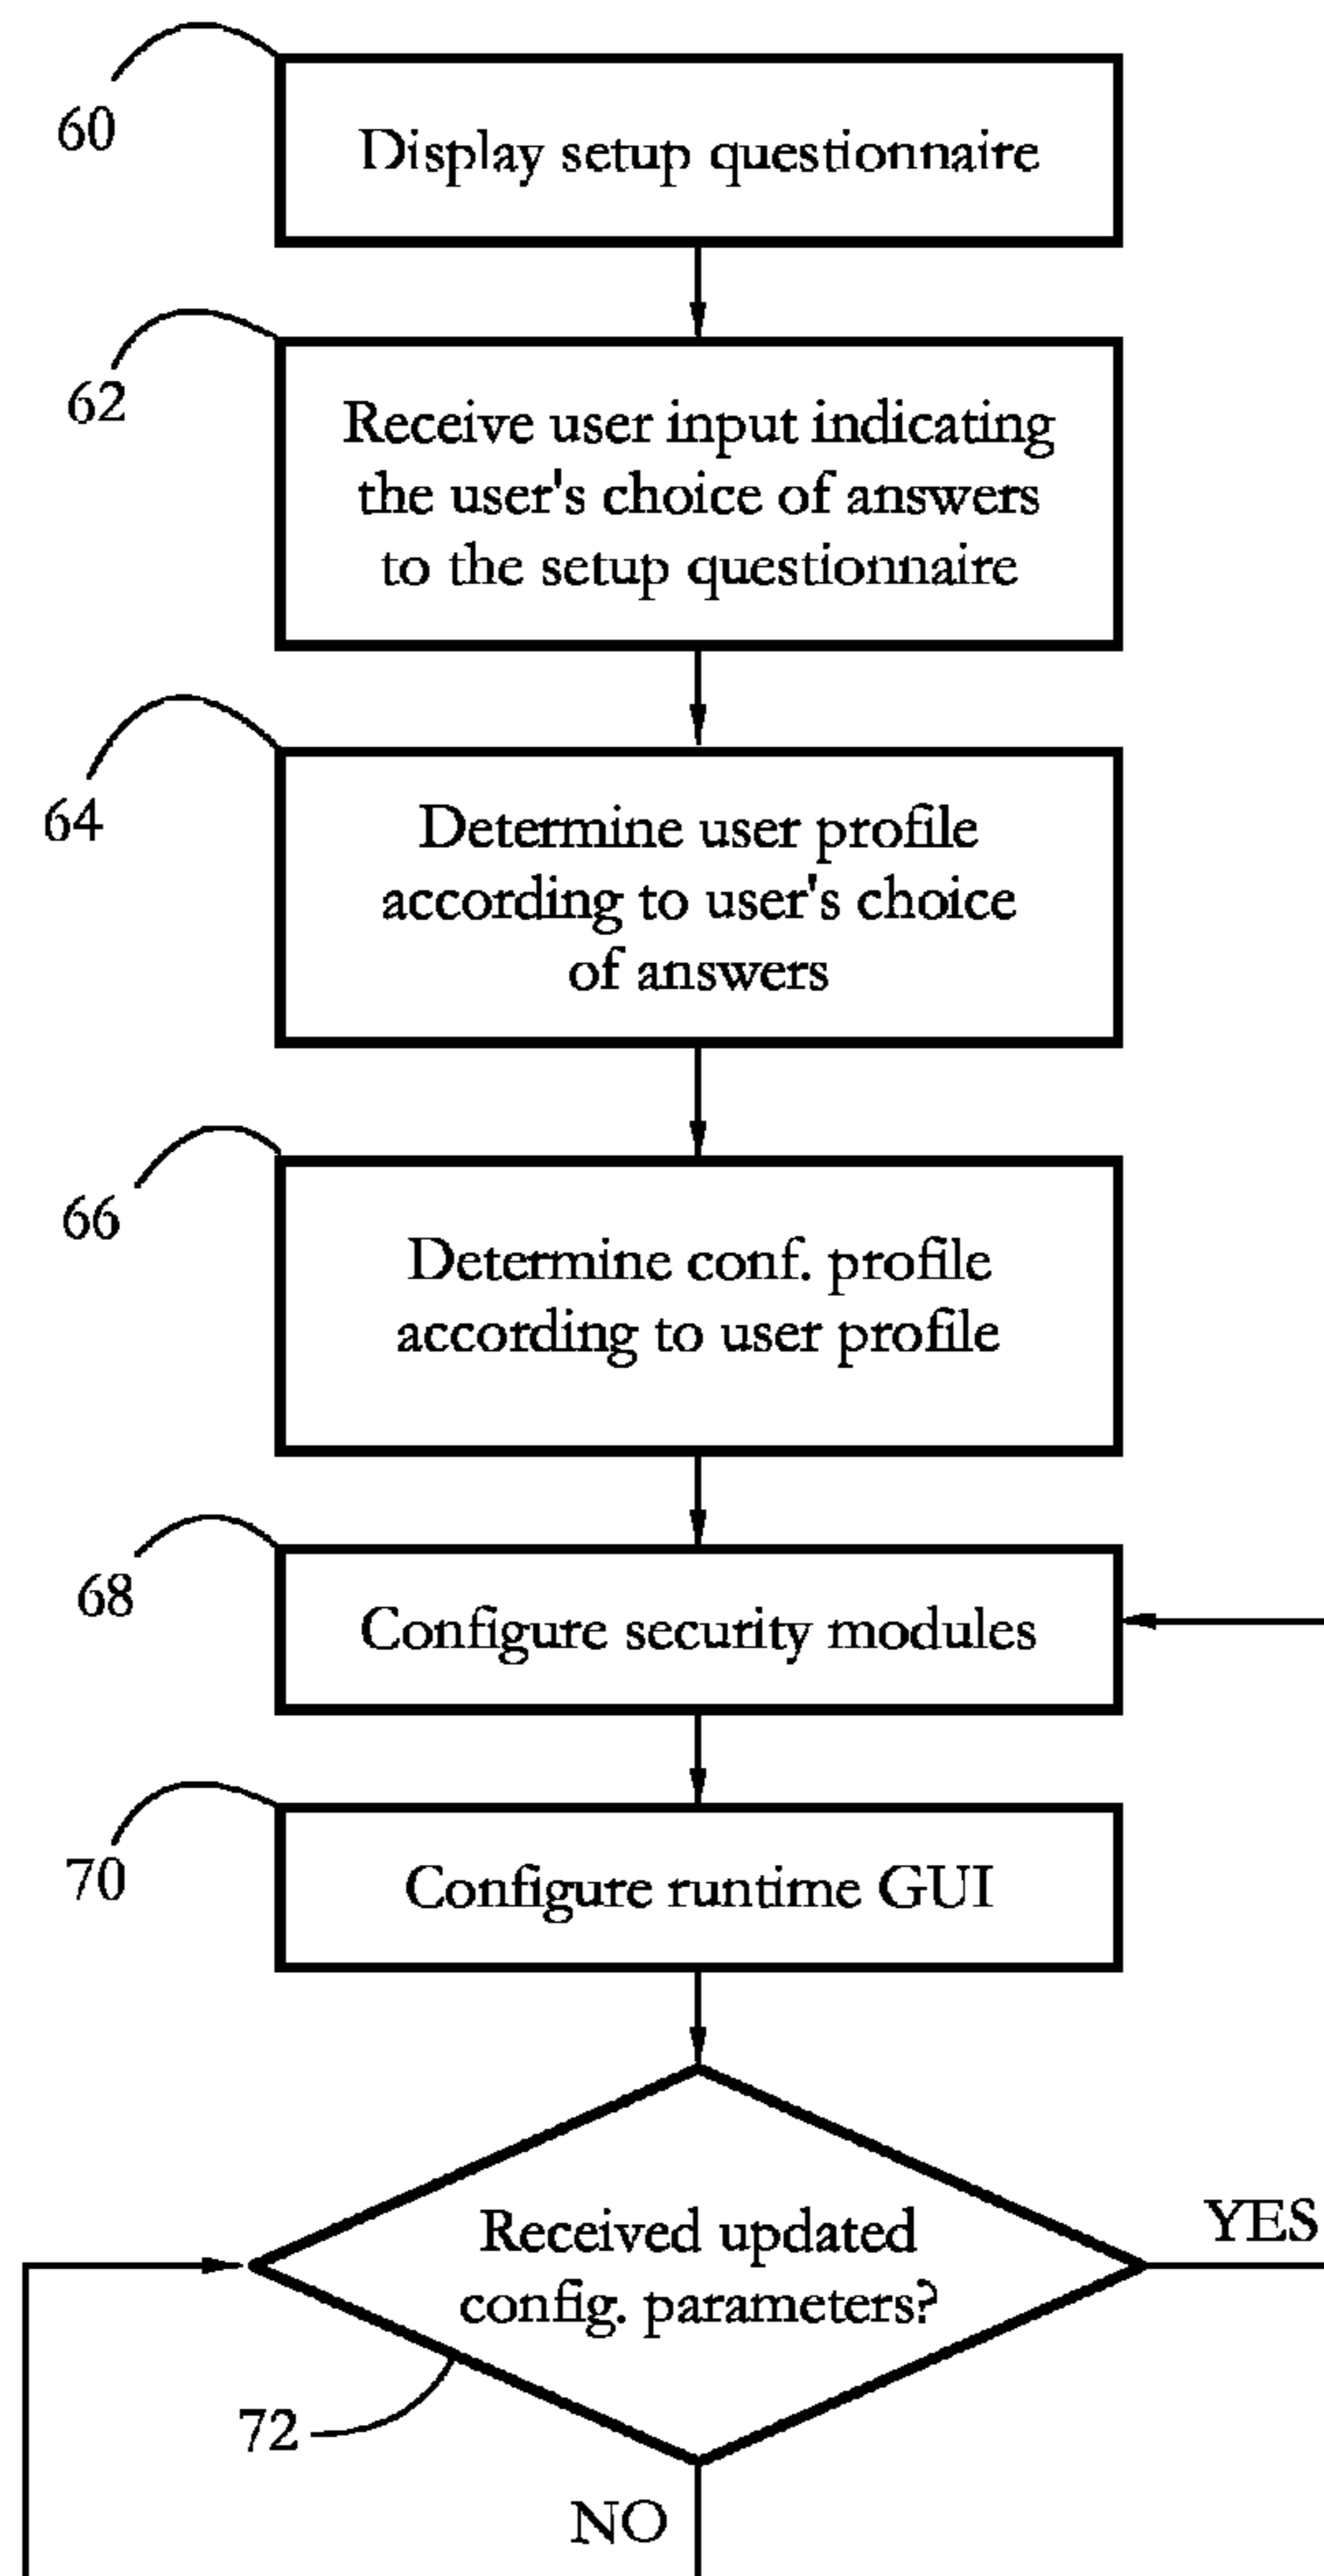 60
Display setup questionnaire
62
Receive user input indicating
the user's choice of answers
to the setup questionnaire
64
Determine user profile
according to user's choice
of answers
66
Determine conf. profile
according to user profile
68
Configure security modules
70
Configure runtime GUI
Received updated
config. parameters?
YES
72
NO